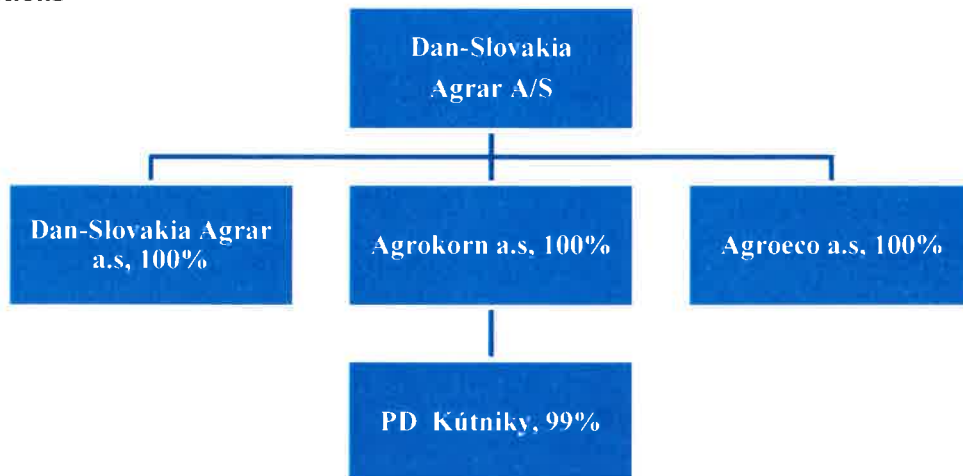 Dan-Slovakia
Agrar A/S
Dan-Slovakia Agrar
a.s, 100%
Agrokorn a.s, 100%
Agroeco a.s, 100%
PD Kútniky, 99%